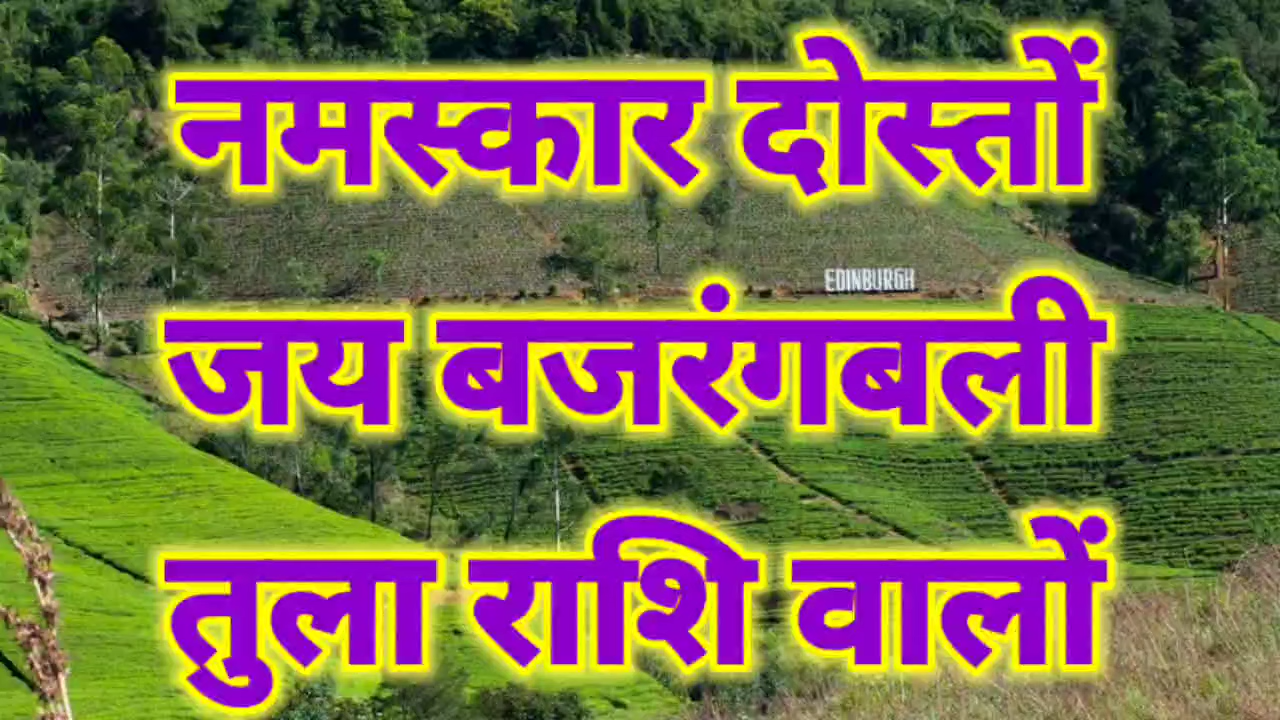 नमस्कार दोस्तों
EDINBURGH
जय बजरंगबली
तुला राशि वालों